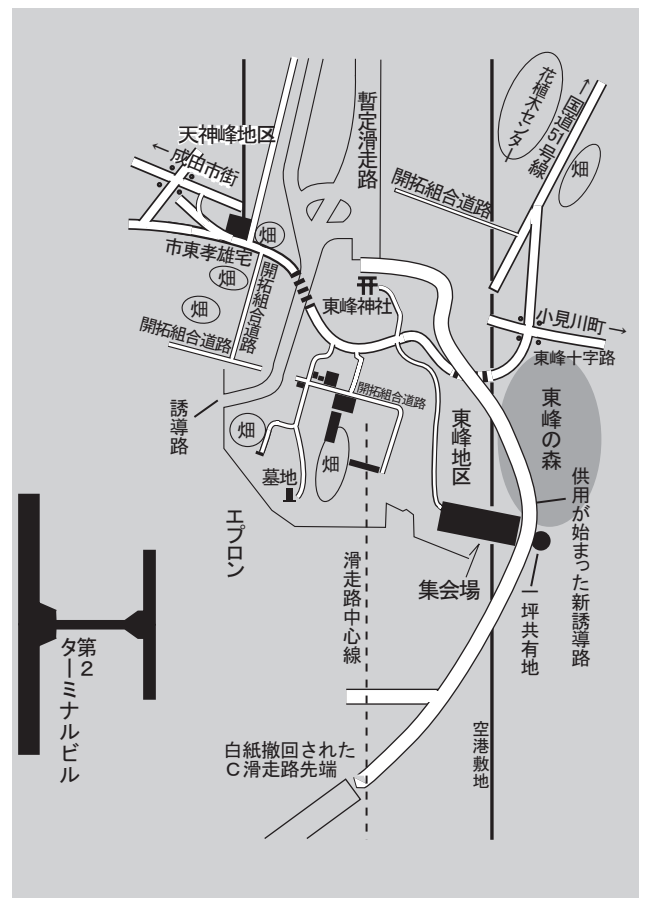 花植木センター
↑
国道51号線
畑
暫定滑走路
天神峰地区
← 成田市街
開拓組合道路
市東孝雄宅
畑
畑
畑
開拓組合道路
開拓組合道路
東峰神社
小見川町 →
東峰十字路
開拓組合道路
誘導路
東峰の森
東峰地区
畑
畑
墓地
エプロン
供用が始まった新誘導路
滑走路中心線
集会場
一坪共有地
第2
ターミナルビル
空港敷地
白紙撤回された
C滑走路先端